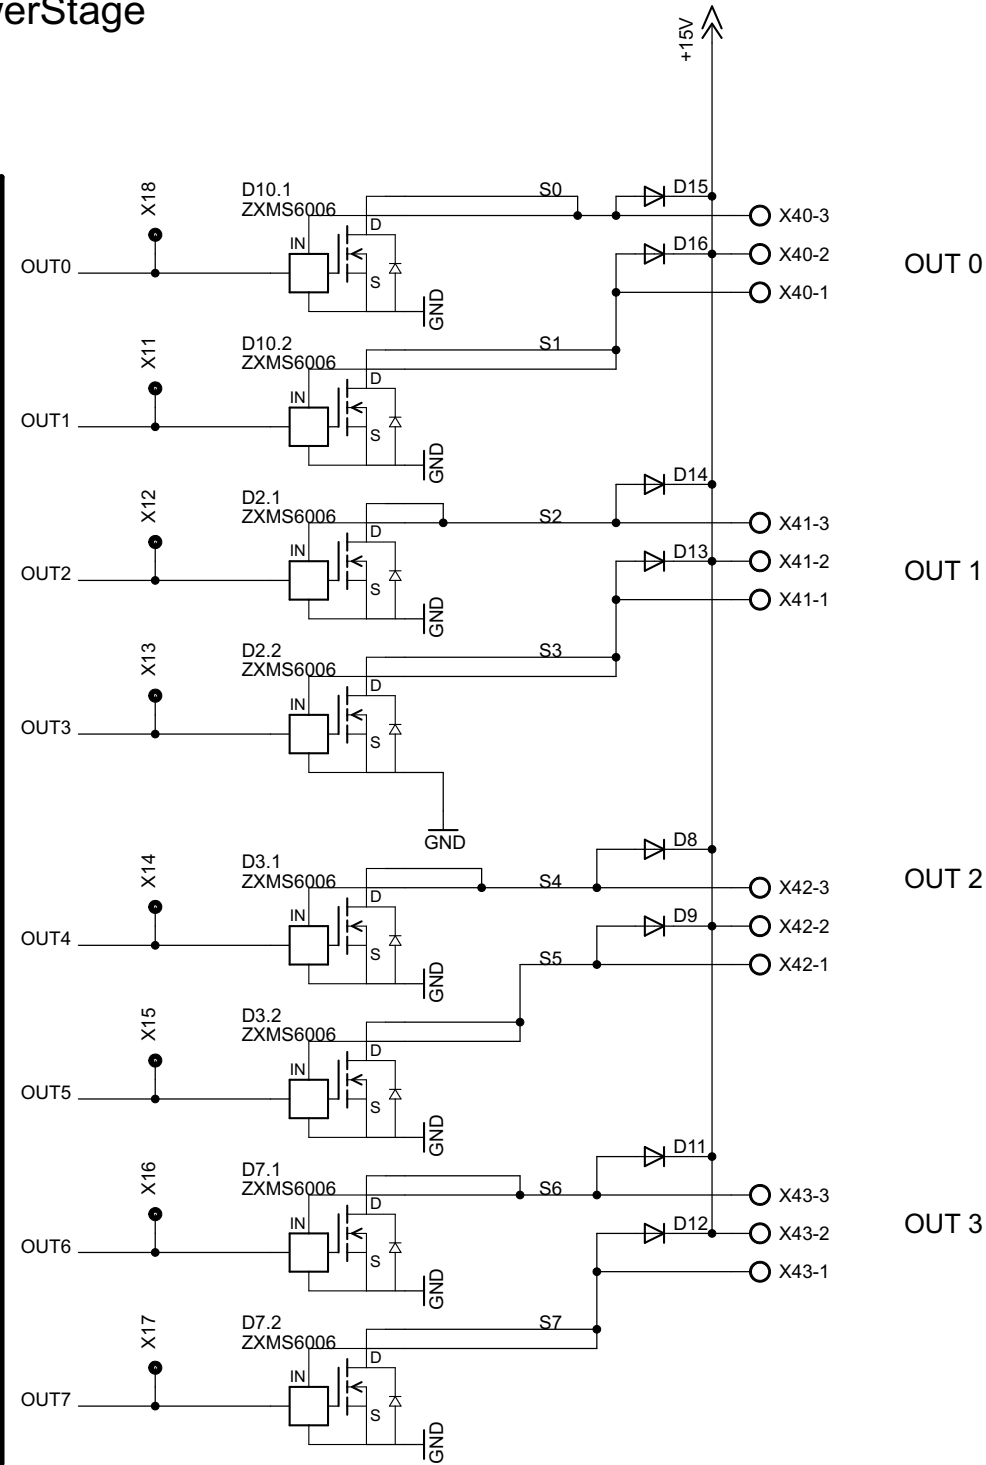 verStage
+15V
X18
D10.1
ZXMS6006
S0
D15
X40-3
IN
D
D16
X40-2
OUT 0
OUT0
S
X40-1
GND
X11
D10.2
ZXMS6006
S1
IN
D
OUT1
S
GND
D14
X12
D2.1
ZXMS6006
S2
X41-3
IN
D
D13
X41-2
OUT 1
OUT2
S
X41-1
GND
X13
D2.2
ZXMS6006
S3
IN
D
OUT3
S
GND
D8
X14
D3.1
ZXMS6006
S4
X42-3
OUT 2
IN
D
D9
X42-2
OUT4
S5
X42-1
S
GND
X15
D3.2
ZXMS6006
IN
D
OUT5
S
GND
D11
X16
D7.1
ZXMS6006
S6
X43-3
IN
D
D12
X43-2
OUT 3
OUT6
S
X43-1
GND
X17
D7.2
ZXMS6006
S7
IN
D
OUT7
S
GND